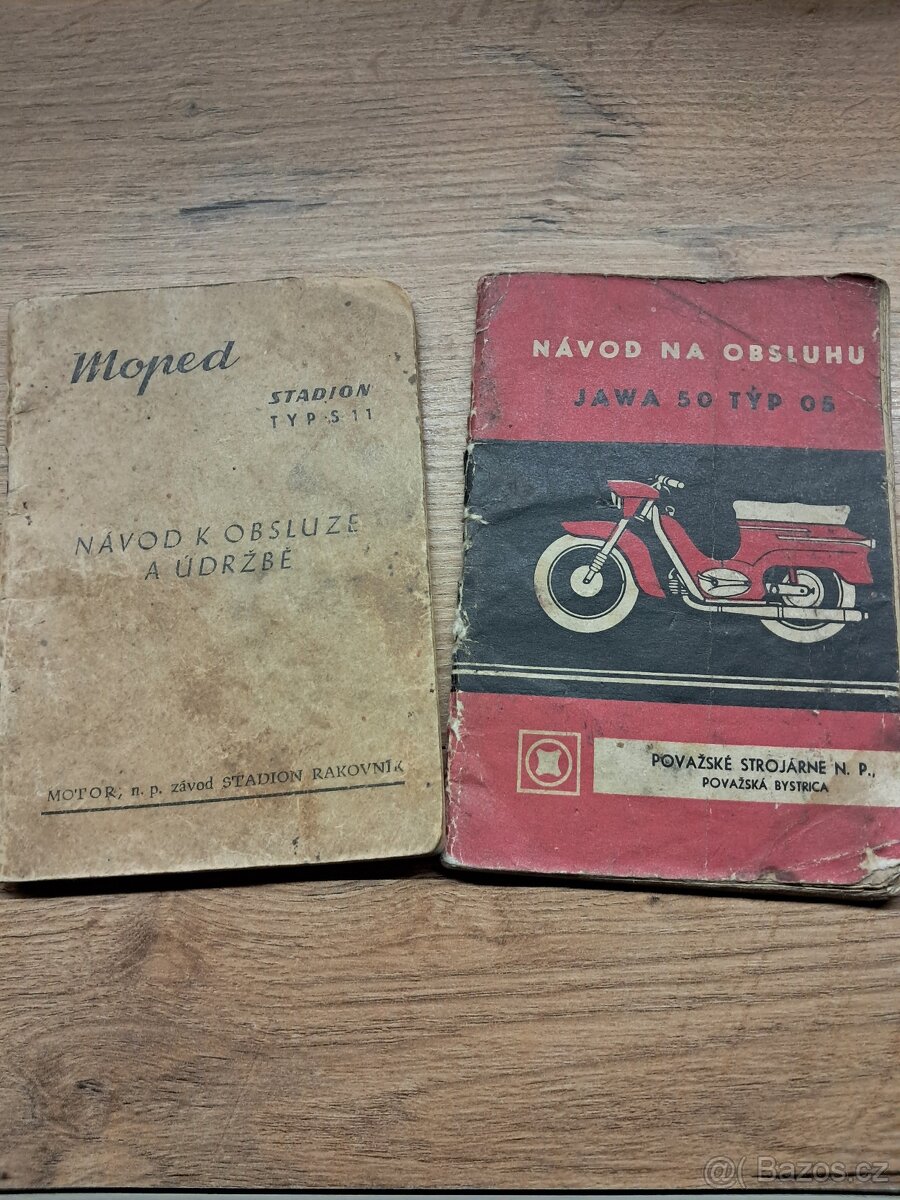 Moped
STADION
TYP S 11
NÁVOD K OBSLUZE
A ÚDRŽBĚ
MOTOR, n. p. závod STADION RAKOVNÍK
NÁVOD NA OBSLUHU
JAWA 50 TYP 05
POVAŽSKÉ STROJÁRNE N. P.,
POVAŽSKÁ BYSTRICA
@( Bazos.cz